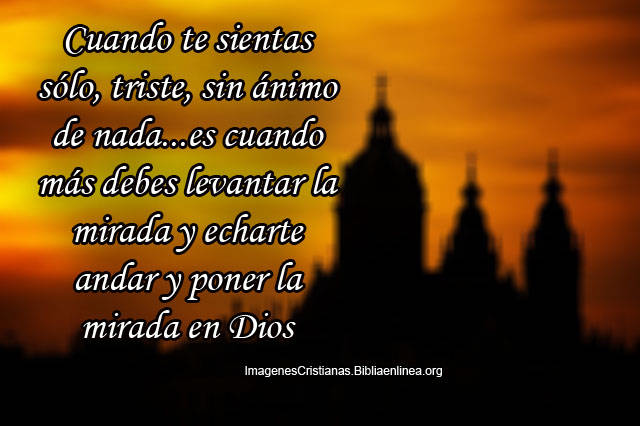 Cuando te sientas
sólo, triste, sin ánimo
de nada...es cuando
más debes levantar la
mirada y echarte
andar y poner la
mirada en Dios
ImagenesCristianas.Bibliaenlinea.org